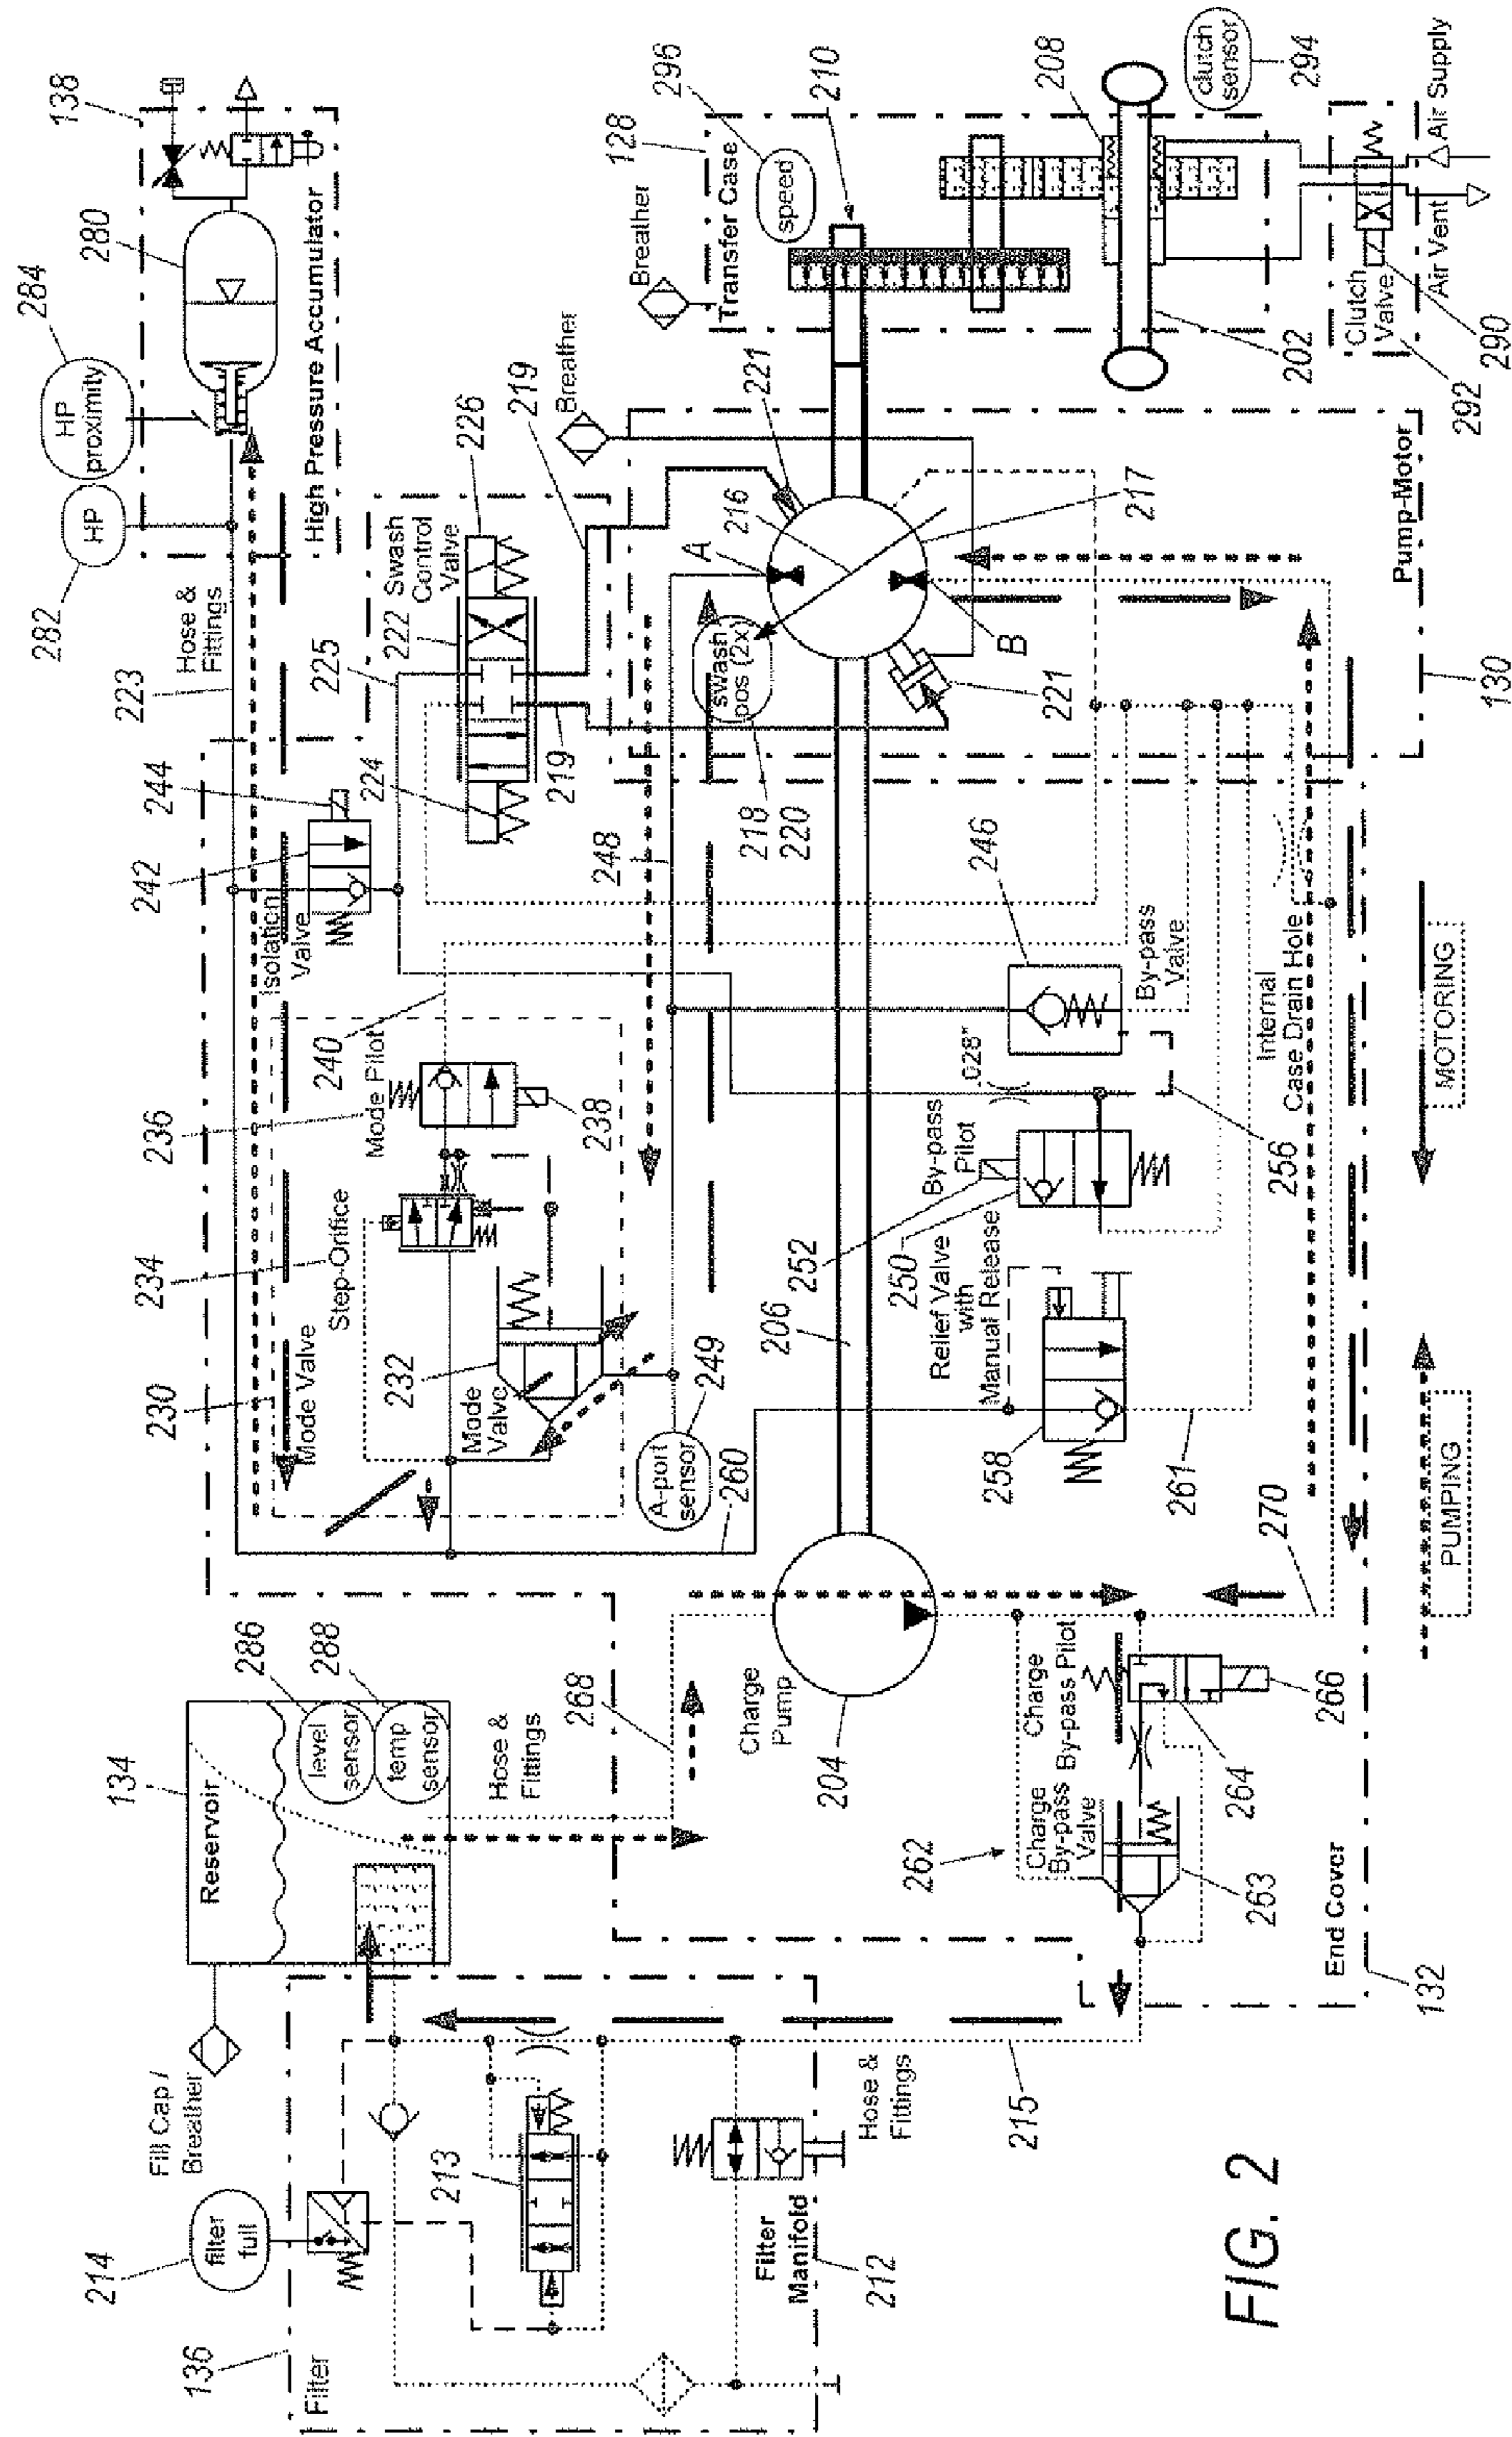 214
filter
full
136
Filter
Fill Cap /
Breather
213
Filter
Manifold
212
Hose &
Fittings
215
134
Reservoir
286
level
sensor
288
temp
sensor
Hose &
Fittings
268
Charge
Pump
204
262
Charge
By-pass
Valve
Charge
By-pass Pilot
263
264
266
End Cover
132
270
230
Mode Valve
234
Step-Orifice
236
Mode Pilot
238
240
232
Mode
Valve
A-port
sensor
249
260
206
Relief Valve
with
Manual Release
258
261
250
252
By-pass
Pilot
.028"
256
246
By-pass
Valve
Internal
Case Drain Hole
242
244
Isolation
Valve
248
223
Hose &
Fittings
282
HP
284
HP
proximity
280
138
High Pressure Accumulator
225
222
Swash
Control
Valve
224
226
219
219
218
220
swash
pos (2x)
A
B
216
217
221
221
Breather
Pump-Motor
130
Breather
128
Transfer Case
296
speed
210
208
202
clutch
sensor
294
Clutch
Valve
292
290
Air Vent
Air Supply
MOTORING
PUMPING
FIG. 2